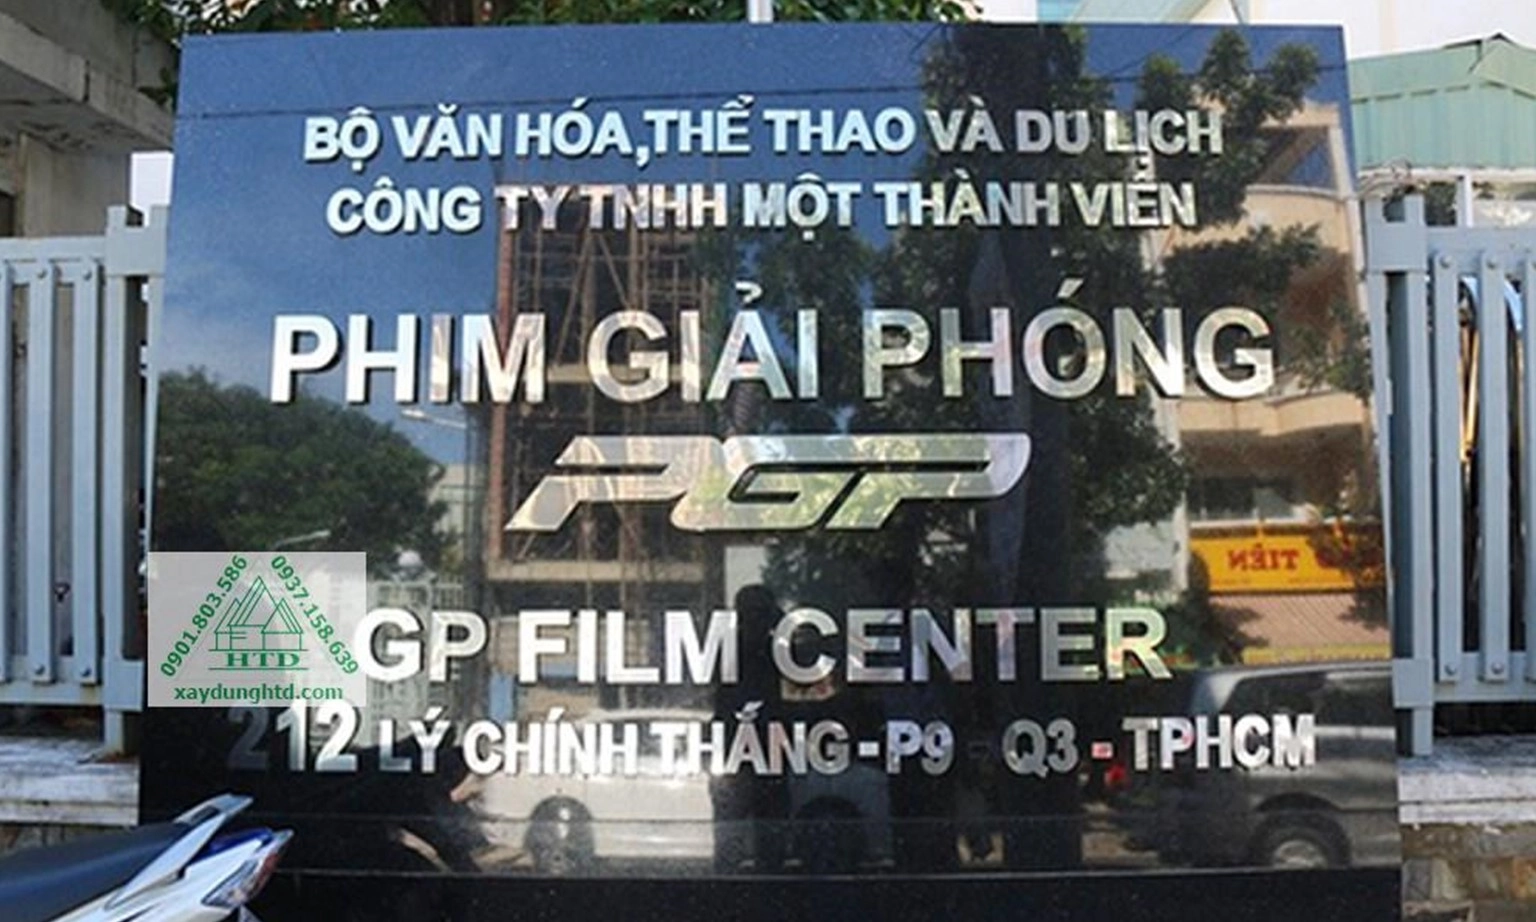 BỘ VĂN HÓA,THỂ THAO VÀ DU LỊCH
CÔNG TY TNHH MỘT THÀNH VIÊN
PHIM GIẢI PHÓNG
PGP
GP FILM CENTER
212 LÝ CHÍNH THẮNG - P9 - Q3 - TPHCM
0901.803.586
0937.158.639
HTD
xaydunghtd.com
TIẾN